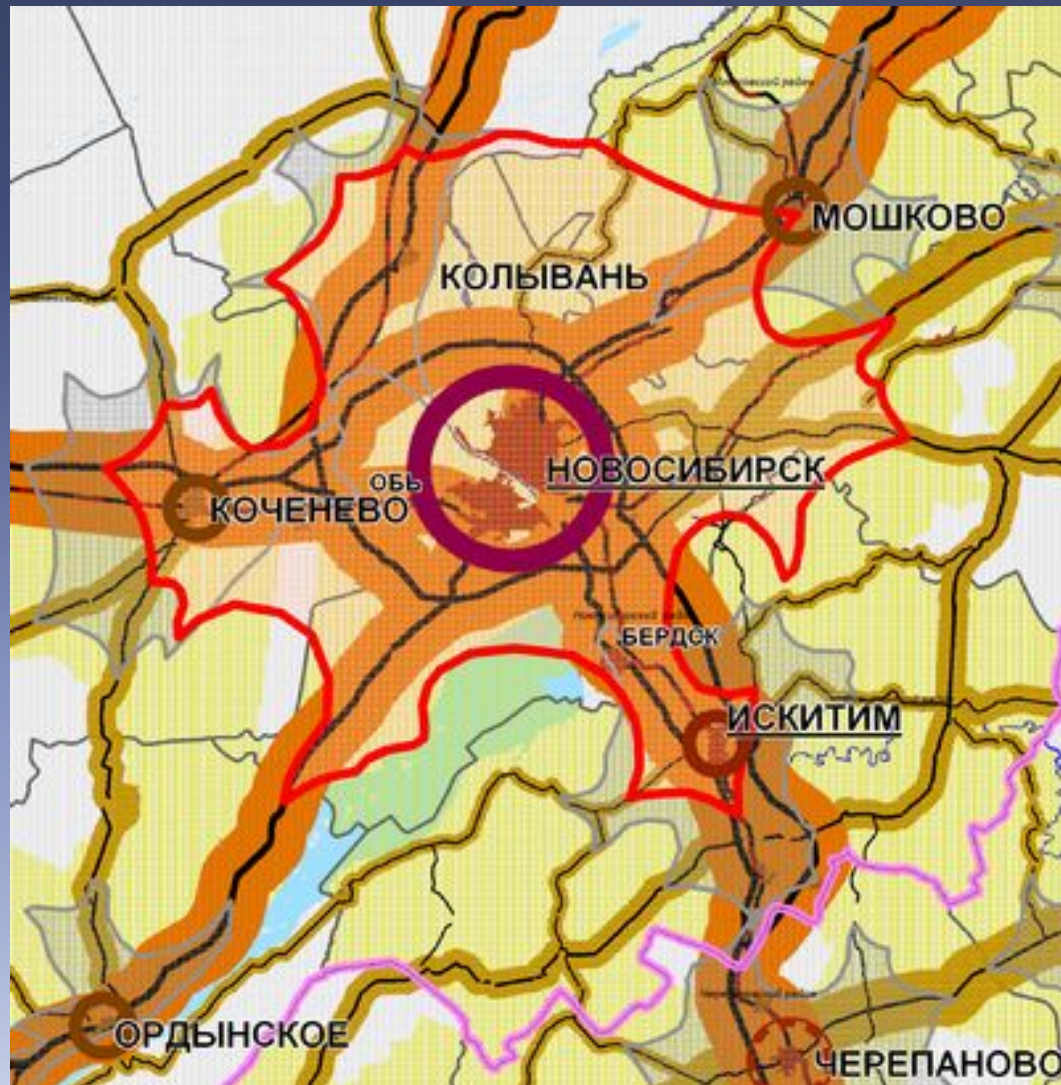 МОШКОВО
КОЛЫВАНЬ
НОВОСИБИРСК
ОБЬ
КОЧЕНЕВО
БЕРДСК
ИСКИТИМ
ОРДЫНСКОЕ
ЧЕРЕПАНОВО